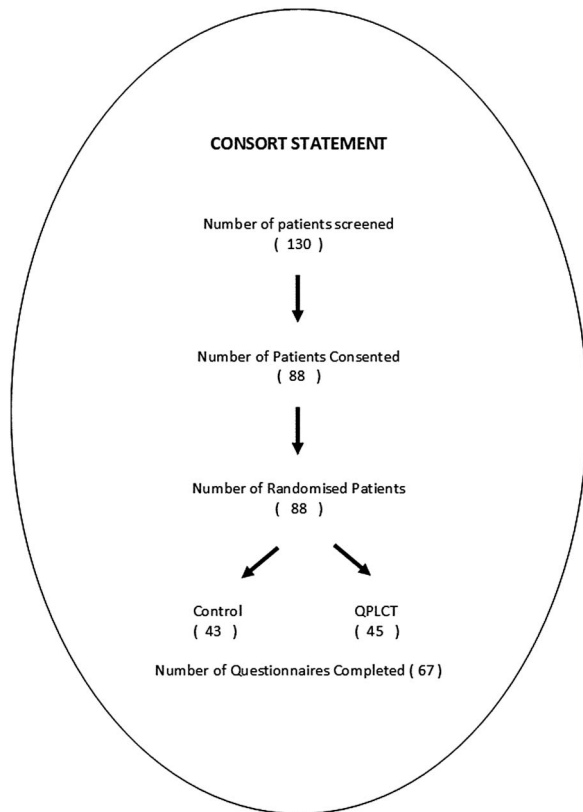 CONSORT STATEMENT
Number of patients screened
( 130 )
Number of Patients Consented
( 88 )
Number of Randomised Patients
( 88 )
Control QPLCT
( 43 ) ( 45 )
Number of Questionnaires Completed ( 67 )